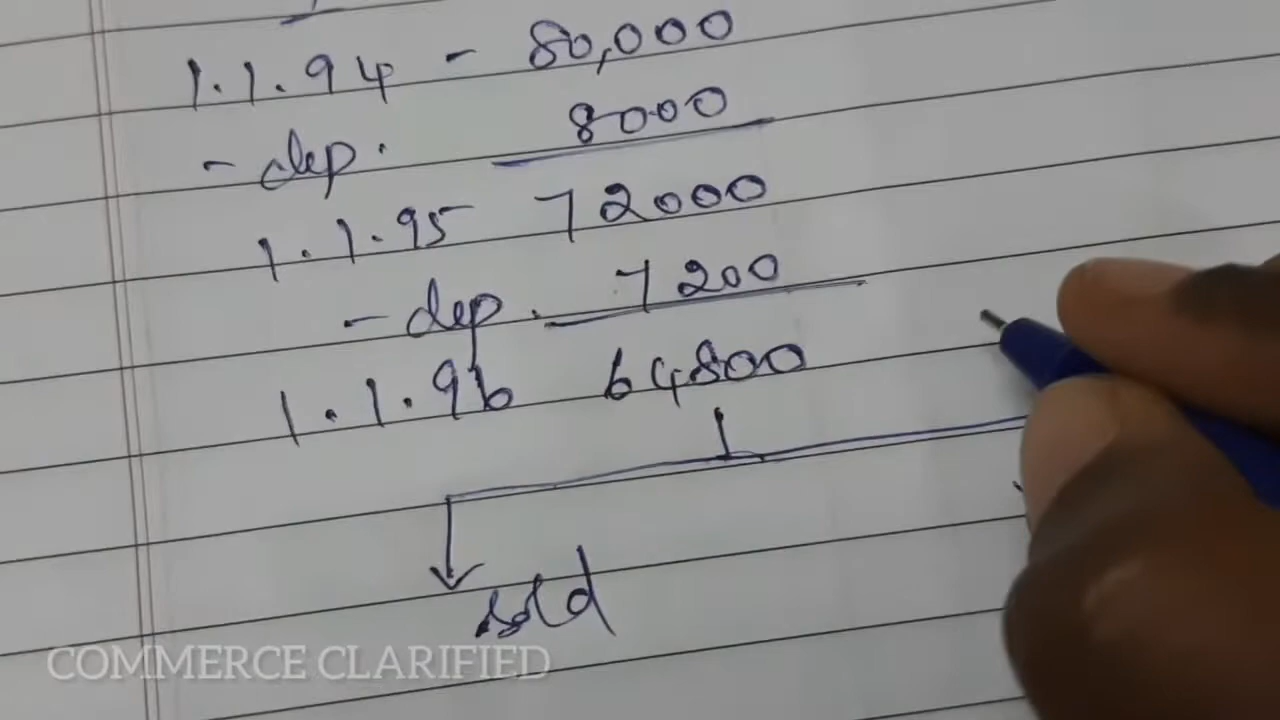 1.1.94 - 80,000
- dep. 8000
1.1.95 72000
- dep. 7200
1.1.96 64800
sold
COMMERCE CLARIFIED